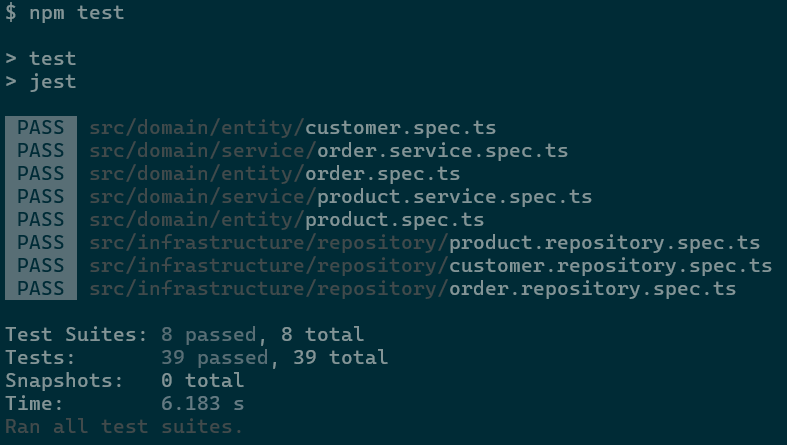 $ npm test
> test
> jest
PASS src/domain/entity/customer.spec.ts
PASS src/domain/service/order.service.spec.ts
PASS src/domain/entity/order.spec.ts
PASS src/domain/service/product.service.spec.ts
PASS src/domain/entity/product.spec.ts
PASS src/infrastructure/repository/product.repository.spec.ts
PASS src/infrastructure/repository/customer.repository.spec.ts
PASS src/infrastructure/repository/order.repository.spec.ts
Test Suites: 8 passed, 8 total
Tests: 39 passed, 39 total
Snapshots: 0 total
Time: 6.183 s
Ran all test suites.